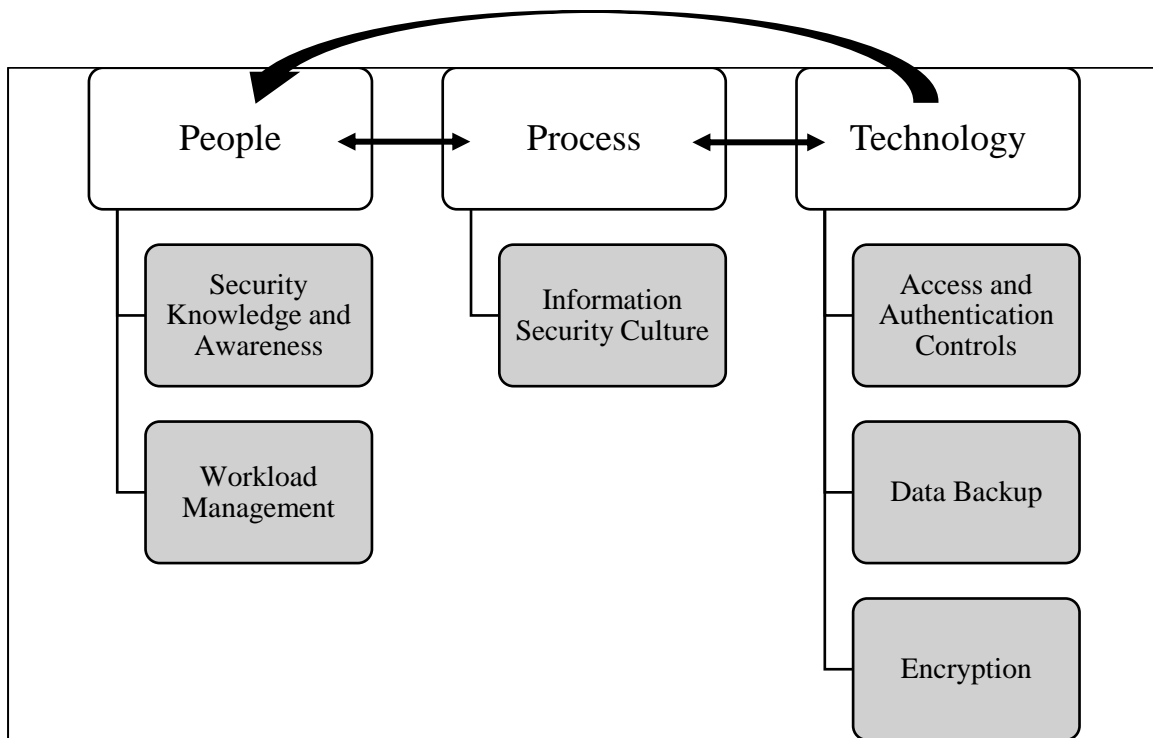 People
Process
Technology
Security
Knowledge and
Awareness
Information
Security Culture
Access and
Authentication
Controls
Workload
Management
Data Backup
Encryption